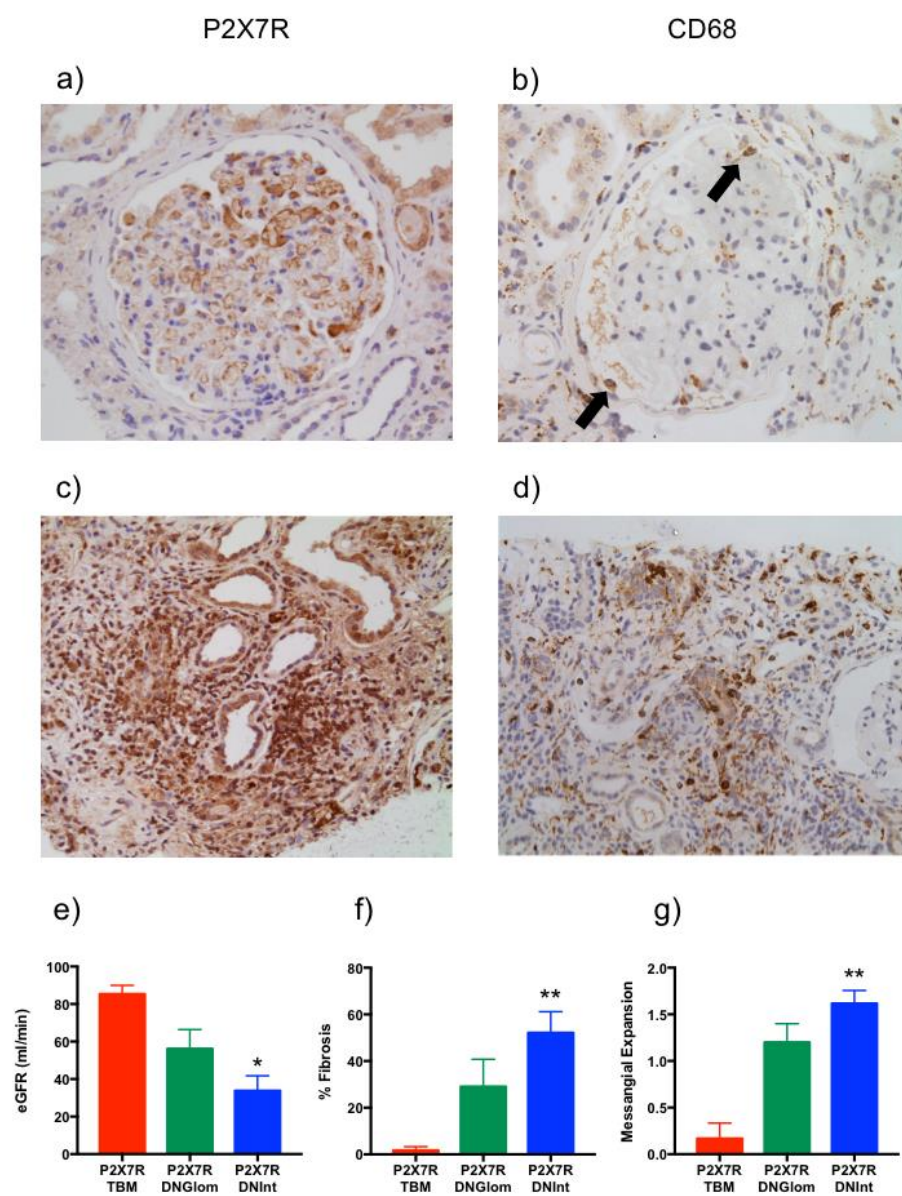 P2X7R
CD68
a)
b)
c)
d)
e)
f)
g)
100
80
60
40
20
0
eGFR (ml/min)
*
P2X7R
TBM
P2X7R
DNGlom
P2X7R
DNInt
80
60
40
20
0
% Fibrosis
**
P2X7R
TBM
P2X7R
DNGlom
P2X7R
DNInt
2.0
1.5
1.0
0.5
0.0
Messangial Expansion
**
P2X7R
TBM
P2X7R
DNGlom
P2X7R
DNInt